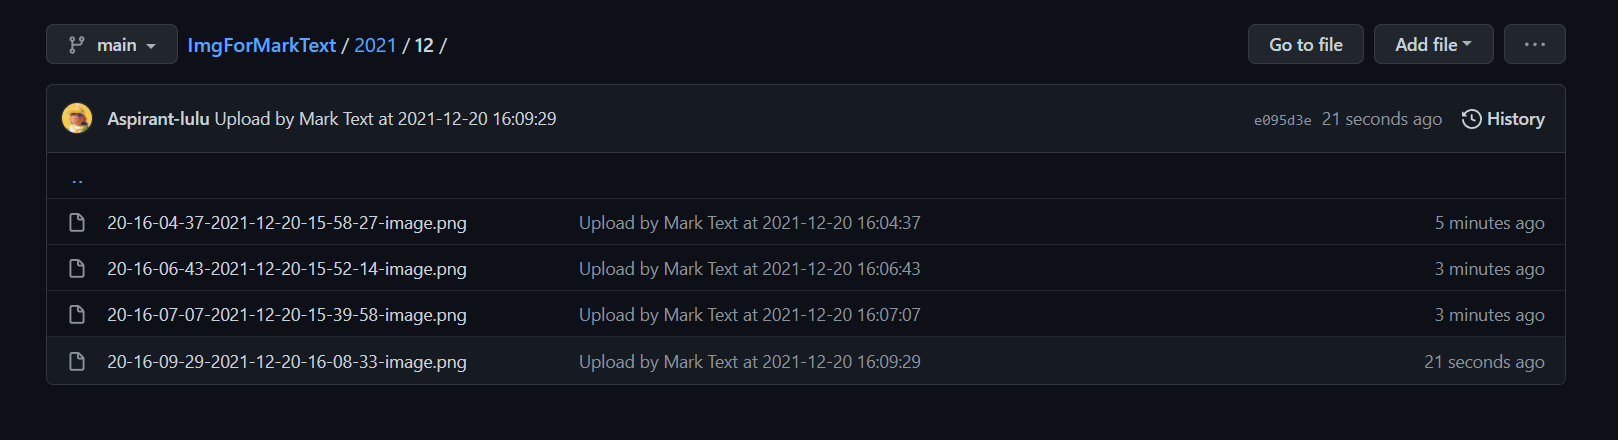 main ImgForMarkText / 2021 / 12 / Go to file Add file ...
Aspirant-lulu Upload by Mark Text at 2021-12-20 16:09:29 e095d3e 21 seconds ago History
..
20-16-04-37-2021-12-20-15-58-27-image.png Upload by Mark Text at 2021-12-20 16:04:37 5 minutes ago
20-16-06-43-2021-12-20-15-52-14-image.png Upload by Mark Text at 2021-12-20 16:06:43 3 minutes ago
20-16-07-07-2021-12-20-15-39-58-image.png Upload by Mark Text at 2021-12-20 16:07:07 3 minutes ago
20-16-09-29-2021-12-20-16-08-33-image.png Upload by Mark Text at 2021-12-20 16:09:29 21 seconds ago